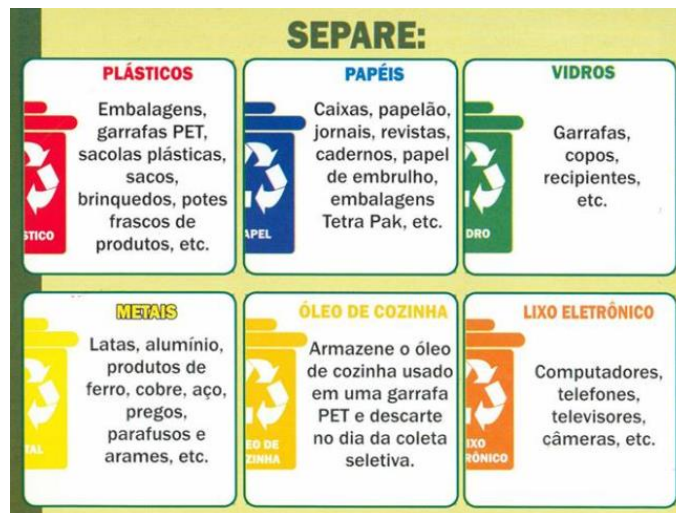 SEPARE:
PLÁSTICOS
Embalagens,
garrafas PET,
sacolas plásticas,
sacos,
brinquedos, potes
frascos de
produtos, etc.
STICO
PAPÉIS
Caixas, papelão,
jornais, revistas,
cadernos, papel
de embrulho,
embalagens
Tetra Pak, etc.
APEL
VIDROS
Garrafas,
copos,
recipientes,
etc.
DRO
METAIS
Latas, alumínio,
produtos de
ferro, cobre, aço,
pregos,
parafusos e
arames, etc.
TAL
ÓLEO DE COZINHA
Armazene o óleo
de cozinha usado
em uma garrafa
PET e descarte
no dia da coleta
seletiva.
EO DE
ZINHA
LIXO ELETRÔNICO
Computadores,
telefones,
televisores,
câmeras, etc.
IXO
RÔNICO